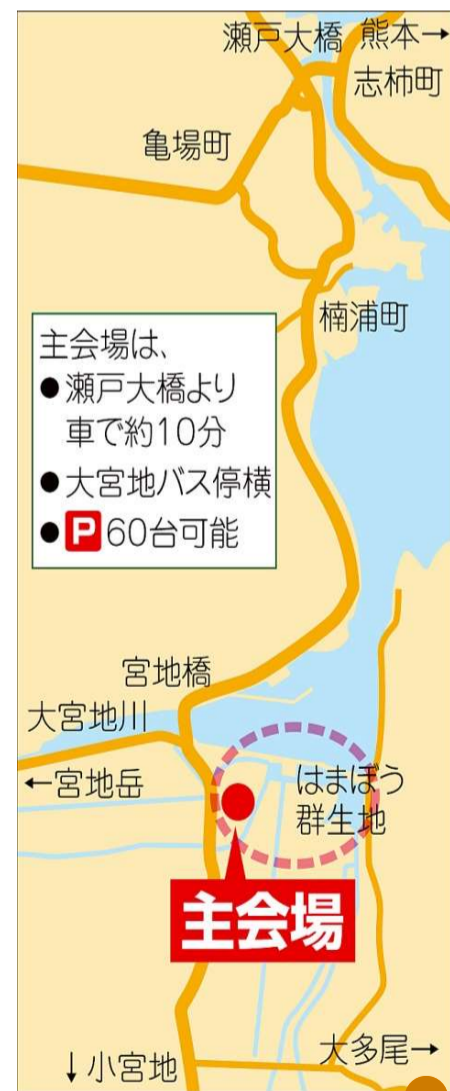 瀬戸大橋 熊本→
志柿町
亀場町
楠浦町
主会場は、
●瀬戸大橋より
車で約10分
●大宮地バス停横
●P60台可能
宮地橋
大宮地川
←宮地岳
はまぼう
群生地
主会場
大多尾→
↓小宮地